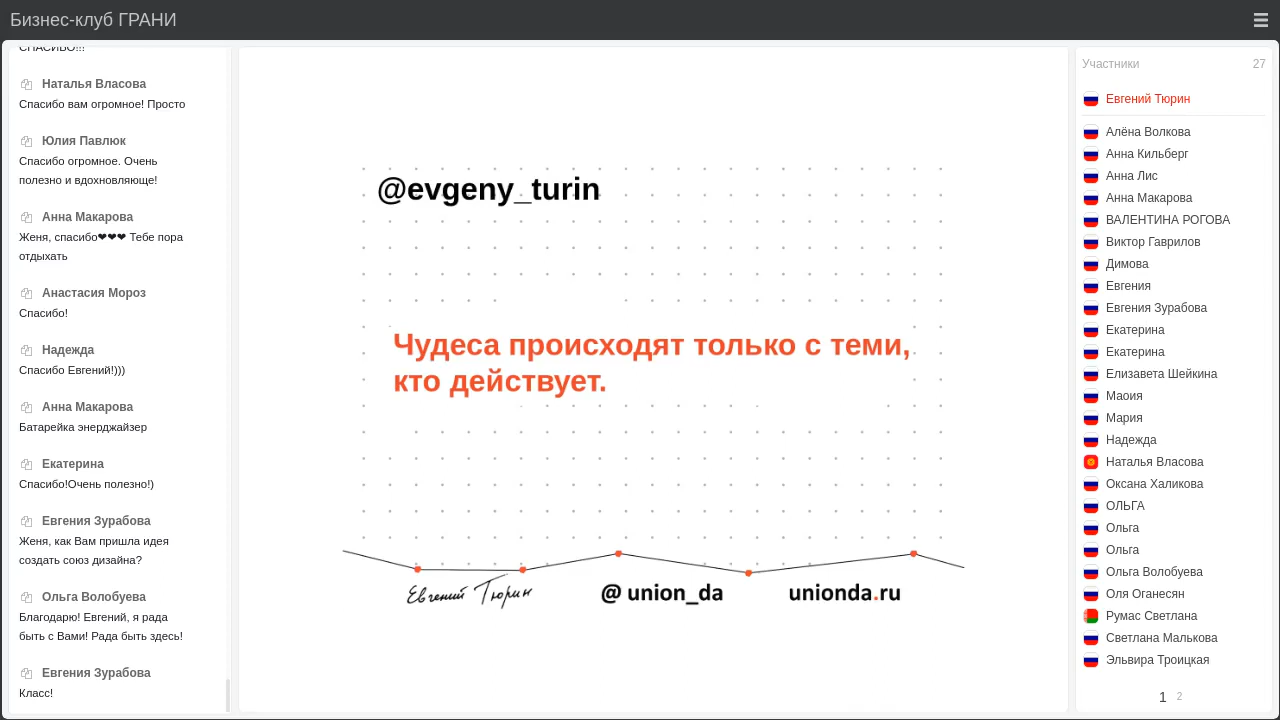 Бизнес-клуб ГРАНИ
СПАСИБО!!!
Наталья Власова
Спасибо вам огромное! Просто
Юлия Павлюк
Спасибо огромное. Очень
полезно и вдохновляюще!
Анна Макарова
Женя, спасибо❤❤❤ Тебе пора
отдыхать
Анастасия Мороз
Спасибо!
Надежда
Спасибо Евгений!)))
Анна Макарова
Батарейка энерджайзер
Екатерина
Спасибо!Очень полезно!)
Евгения Зурабова
Женя, как Вам пришла идея
создать союз дизайна?
Ольга Волобуева
Благодарю! Евгений, я рада
быть с Вами! Рада быть здесь!
Евгения Зурабова
Класс!
@evgeny_turin
Чудеса происходят только с теми,
кто действует.
Евгений Тюрин
@ union_da
unionda.ru
Участники 27
Евгений Тюрин
Алёна Волкова
Анна Кильберг
Анна Лис
Анна Макарова
ВАЛЕНТИНА РОГОВА
Виктор Гаврилов
Димова
Евгения
Евгения Зурабова
Екатерина
Екатерина
Елизавета Шейкина
Маоия
Мария
Надежда
Наталья Власова
Оксана Халикова
ОЛЬГА
Ольга
Ольга
Ольга Волобуева
Оля Оганесян
Румас Светлана
Светлана Малькова
Эльвира Троицкая
1 2